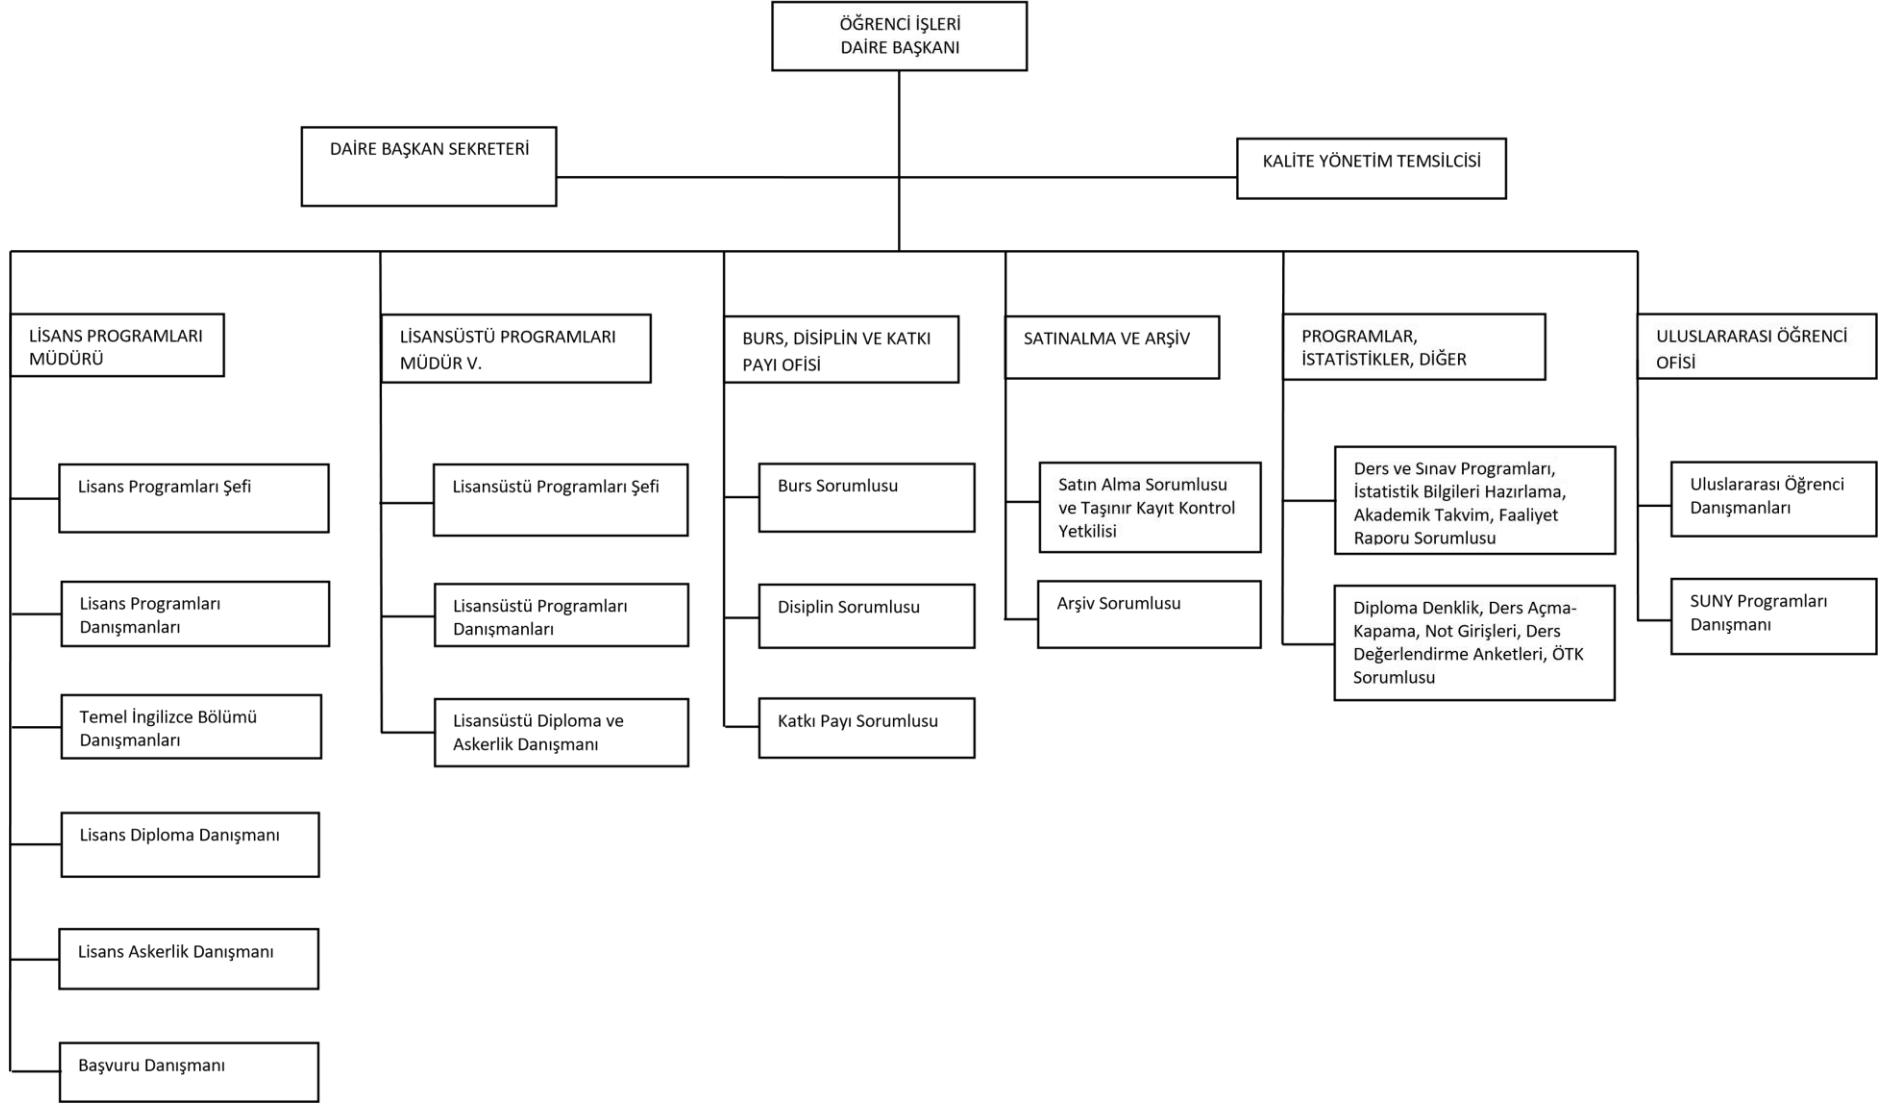 ÖĞRENCİ İŞLERİ
DAİRE BAŞKANI
DAİRE BAŞKAN SEKRETERİ
KALİTE YÖNETİM TEMSİLCİSİ
LİSANS PROGRAMLARI
MÜDÜRÜ
LİSANSÜSTÜ PROGRAMLARI
MÜDÜR V.
BURS, DİSİPLİN VE KATKI
PAYI OFİSİ
SATINALMA VE ARŞİV
PROGRAMLAR,
İSTATİSTİKLER, DİĞER
ULUSLARARASI ÖĞRENCİ
OFİSİ
Lisans Programları Şefi
Lisans Programları
Danışmanları
Temel İngilizce Bölümü
Danışmanları
Lisans Diploma Danışmanı
Lisans Askerlik Danışmanı
Başvuru Danışmanı
Lisansüstü Programları Şefi
Lisansüstü Programları
Danışmanları
Lisansüstü Diploma ve
Askerlik Danışmanı
Burs Sorumlusu
Disiplin Sorumlusu
Katkı Payı Sorumlusu
Satın Alma Sorumlusu
ve Taşınır Kayıt Kontrol
Yetkilisi
Arşiv Sorumlusu
Ders ve Sınav Programları,
İstatistik Bilgileri Hazırlama,
Akademik Takvim, Faaliyet
Raporu Sorumlusu
Diploma Denklik, Ders Açma-
Kapama, Not Girişleri, Ders
Değerlendirme Anketleri, ÖTK
Sorumlusu
Uluslararası Öğrenci
Danışmanları
SUNY Programları
Danışmanı